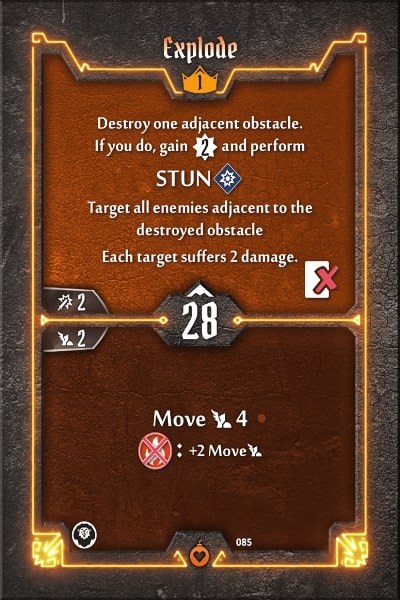 Explode
1
Destroy one adjacent obstacle.
If you do, gain 2 and perform
STUN
Target all enemies adjacent to the
destroyed obstacle
Each target suffers 2 damage.
2
28
2
Move 4
: +2 Move
085